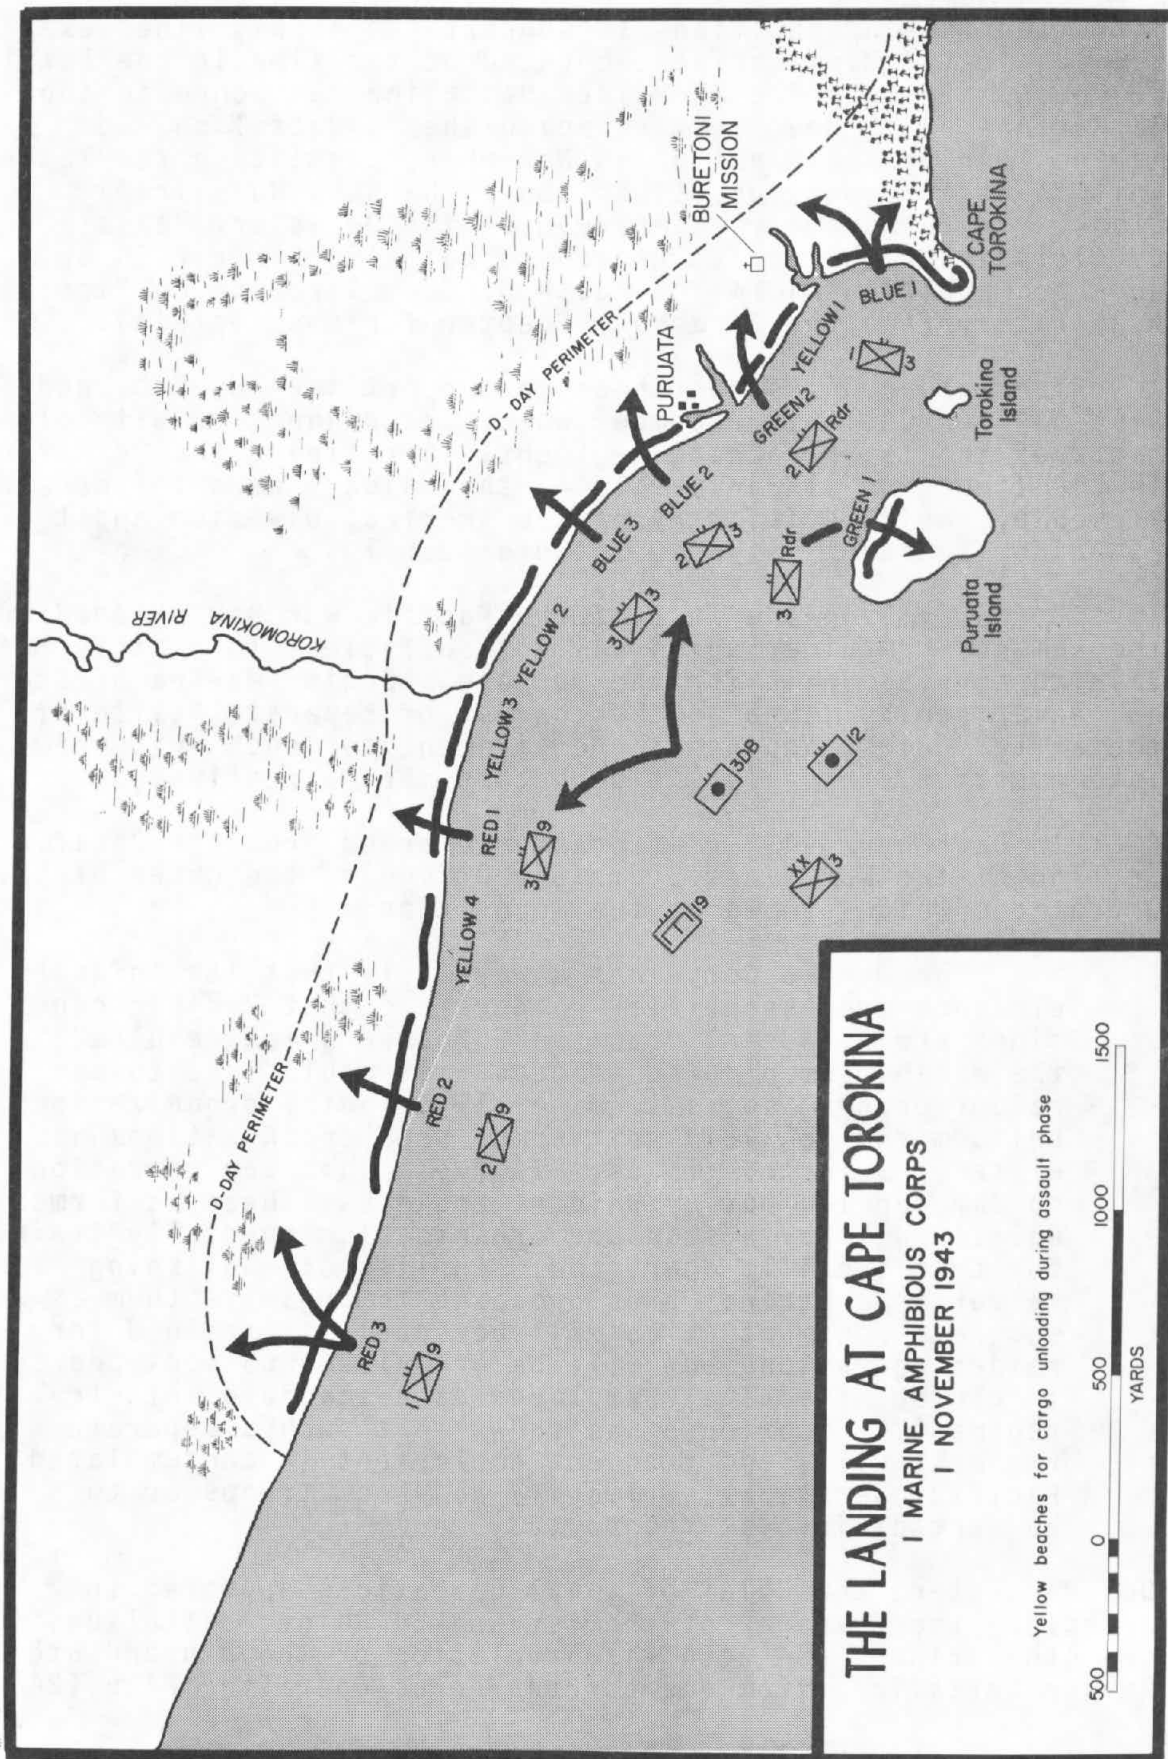 THE LANDING AT CAPE TOROKINA
I MARINE AMPHIBIOUS CORPS
I NOVEMBER 1943
Yellow beaches for cargo unloading during assault phase
500 0 500 1000 1500
YARDS
KOROMOKINA RIVER
D-DAY PERIMETER
D-DAY PERIMETER
BURETONI
MISSION
PURUATA
CAPE
TOROKINA
Torokina
Island
Puruata
Island
RED 3
RED 2
YELLOW 4
RED 1
YELLOW 3
YELLOW 2
BLUE 3
BLUE 2
GREEN 2
YELLOW 1
BLUE 1
GREEN 1
1 9
2 9
3 9
3 3
2 3
2 Rdr
1 3
3 Rdr
3DB
12
19
XX 3